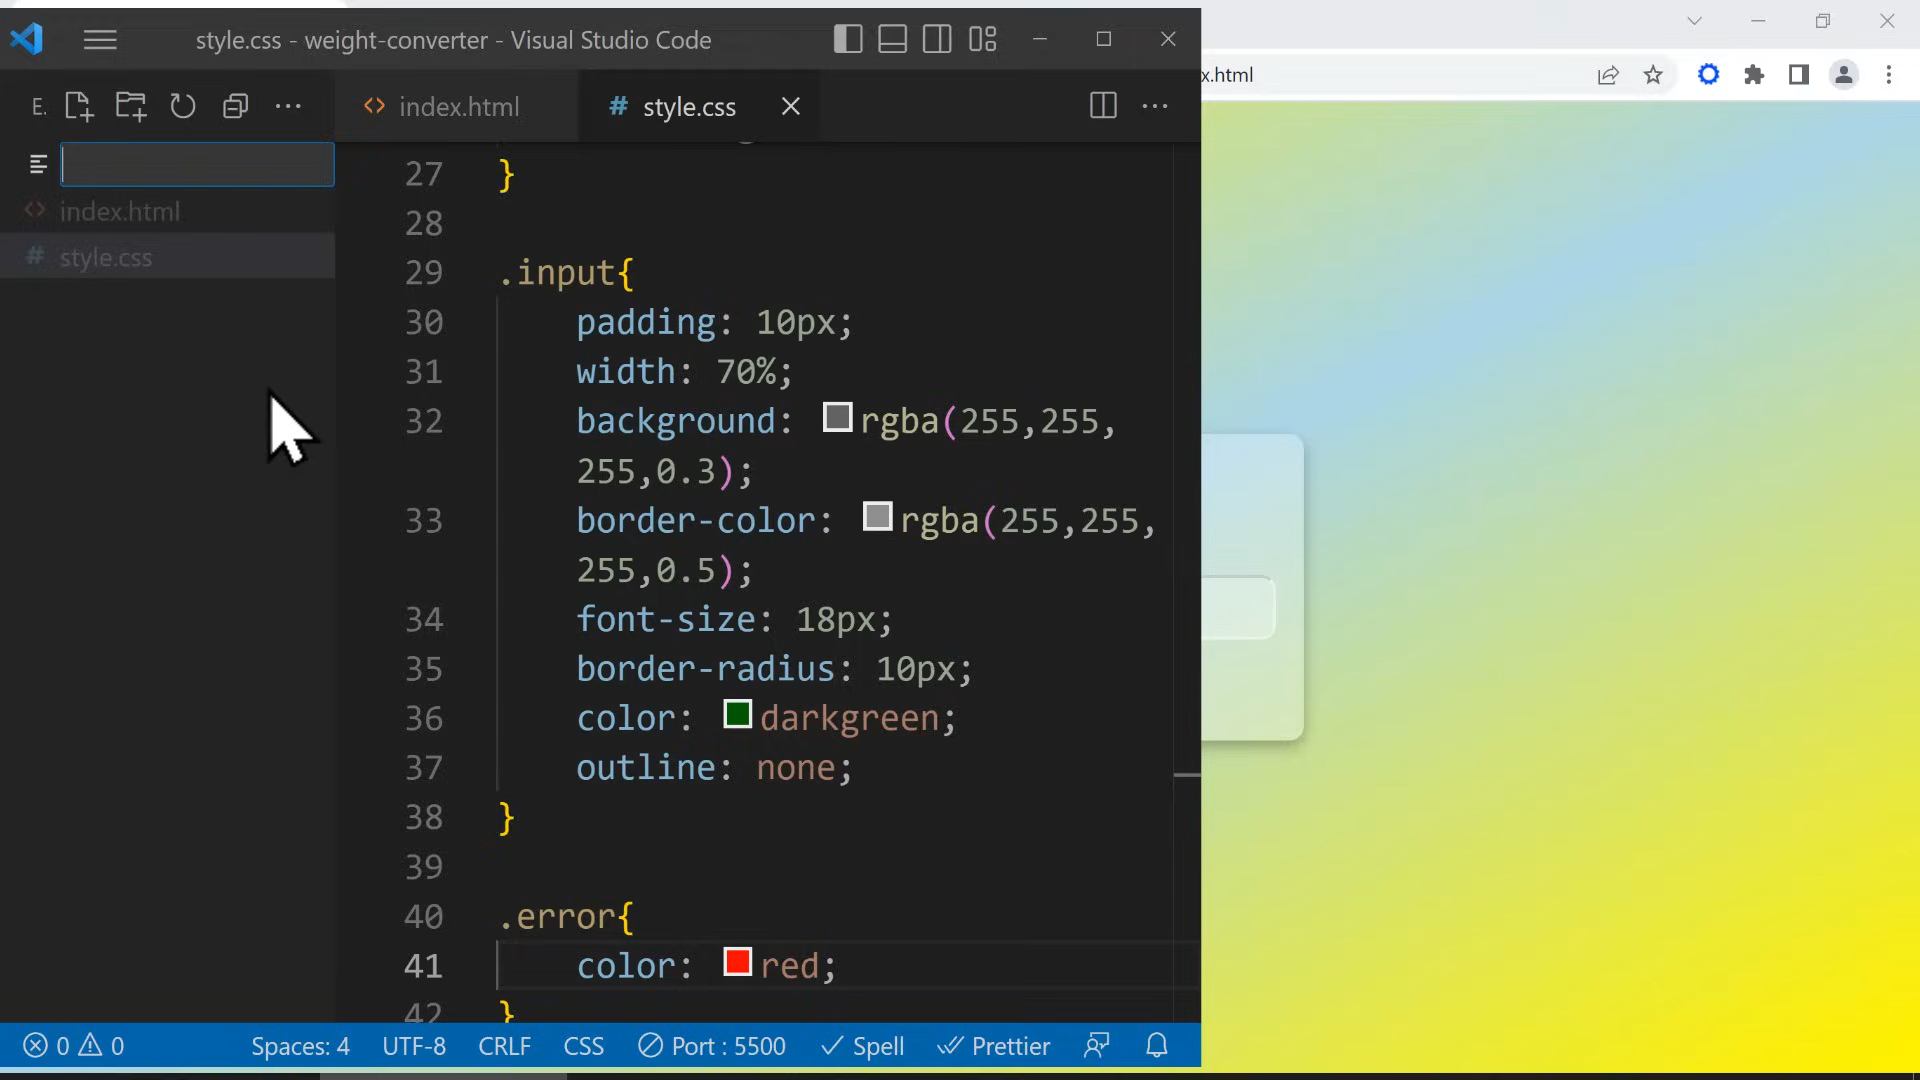 style.css - weight-converter - Visual Studio Code
x.html
E.
index.html
style.css
index.html
style.css
27 }
28
29 .input{
30 padding: 10px;
31 width: 70%;
32 background: rgba(255,255,
255,0.3);
33 border-color: rgba(255,255,
255,0.5);
34 font-size: 18px;
35 border-radius: 10px;
36 color: darkgreen;
37 outline: none;
38 }
39
40 .error{
41 color: red;
42 }
0 0 Spaces: 4 UTF-8 CRLF CSS Port : 5500 Spell Prettier